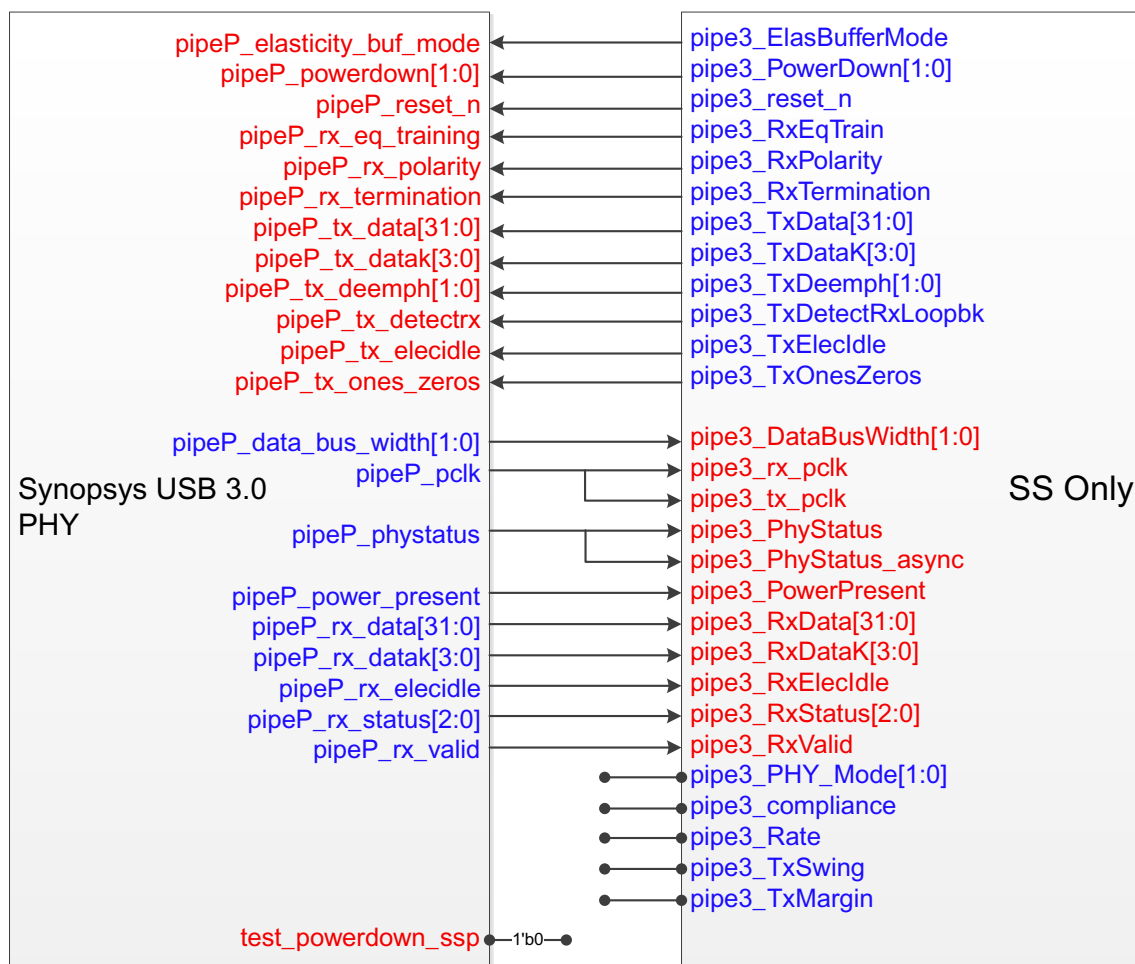 pipeP_elasticity_buf_mode pipe3_ElasBufferMode
pipeP_powerdown[1:0] pipe3_PowerDown[1:0]
pipeP_reset_n pipe3_reset_n
pipeP_rx_eq_training pipe3_RxEqTrain
pipeP_rx_polarity pipe3_RxPolarity
pipeP_rx_termination pipe3_RxTermination
pipeP_tx_data[31:0] pipe3_TxData[31:0]
pipeP_tx_datak[3:0] pipe3_TxDataK[3:0]
pipeP_tx_deemph[1:0] pipe3_TxDeemph[1:0]
pipeP_tx_detectrx pipe3_TxDetectRxLoopbk
pipeP_tx_elecidle pipe3_TxElecIdle
pipeP_tx_ones_zeros pipe3_TxOnesZeros
pipeP_data_bus_width[1:0] pipe3_DataBusWidth[1:0]
pipeP_pclk pipe3_rx_pclk
Synopsys USB 3.0 pipe3_tx_pclk SS Only
PHY
pipeP_phystatus pipe3_PhyStatus
pipe3_PhyStatus_async
pipeP_power_present pipe3_PowerPresent
pipeP_rx_data[31:0] pipe3_RxData[31:0]
pipeP_rx_datak[3:0] pipe3_RxDataK[3:0]
pipeP_rx_elecidle pipe3_RxElecIdle
pipeP_rx_status[2:0] pipe3_RxStatus[2:0]
pipeP_rx_valid pipe3_RxValid
pipe3_PHY_Mode[1:0]
pipe3_compliance
pipe3_Rate
pipe3_TxSwing
pipe3_TxMargin
test_powerdown_ssp 1'b0